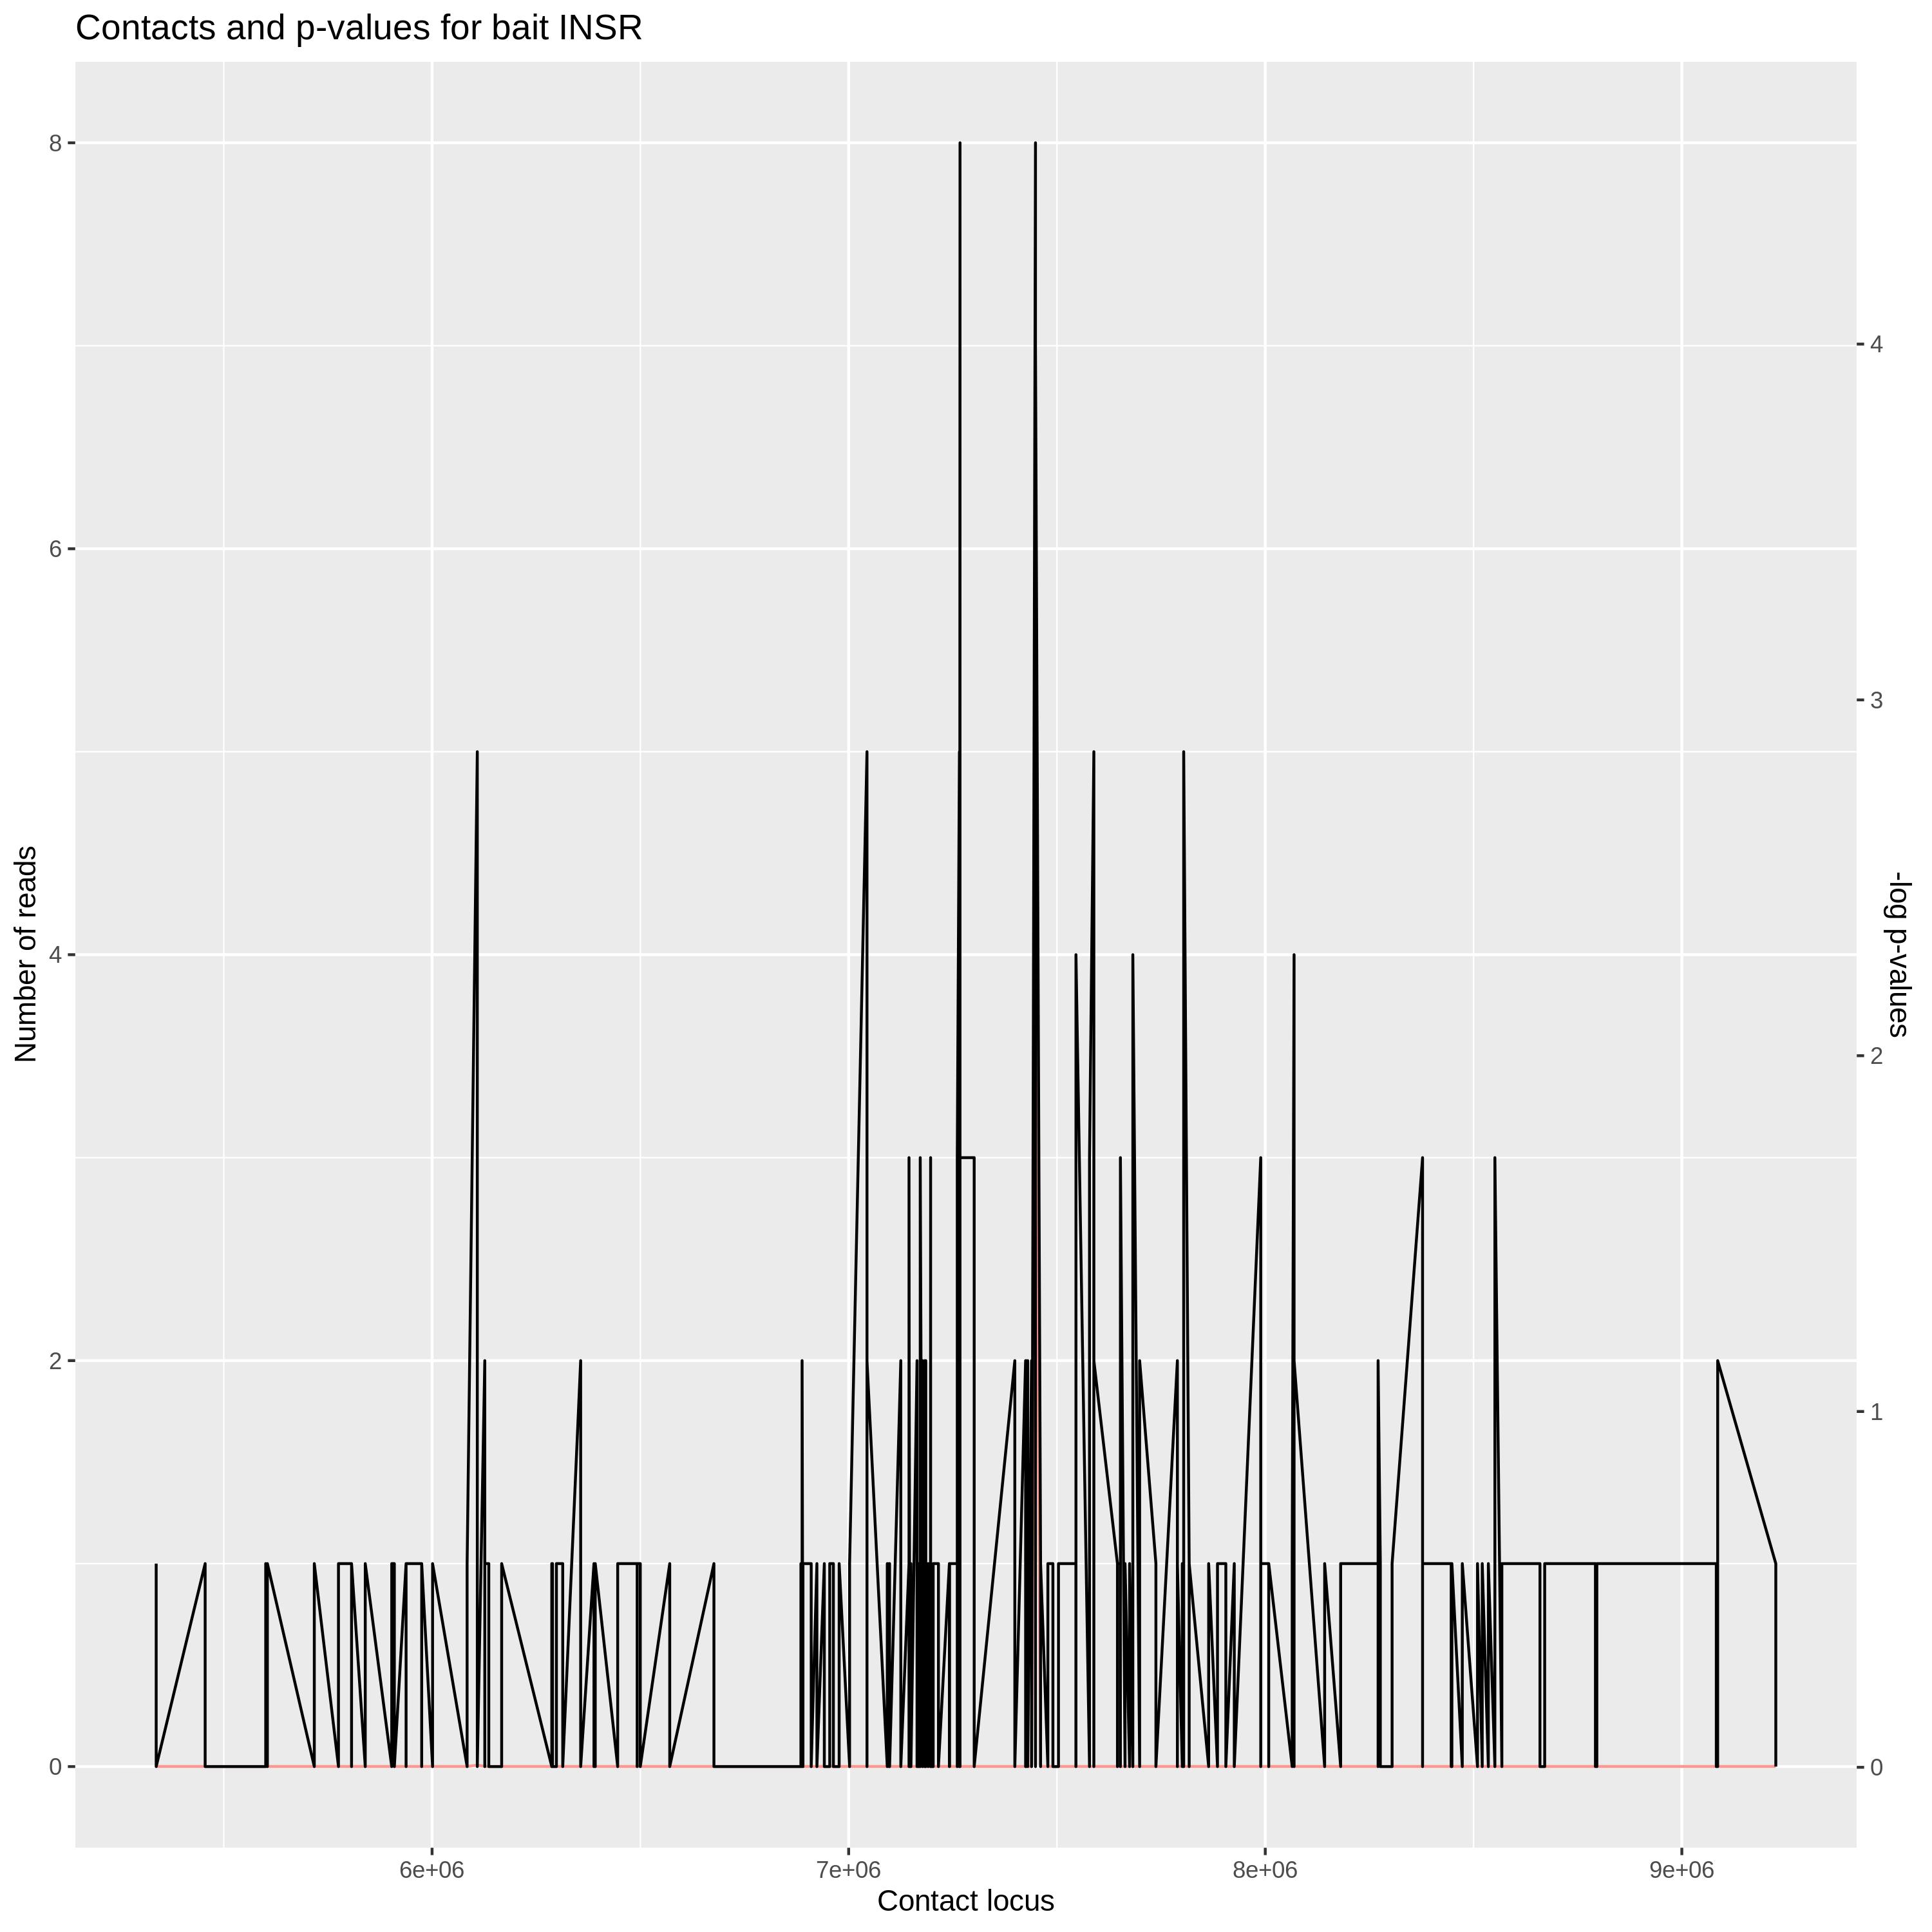 Contacts and p-values for bait INSR
8
6
4
2
0
Number of reads
4
3
2
1
0
-log p-values
6e+06 7e+06 8e+06 9e+06
Contact locus